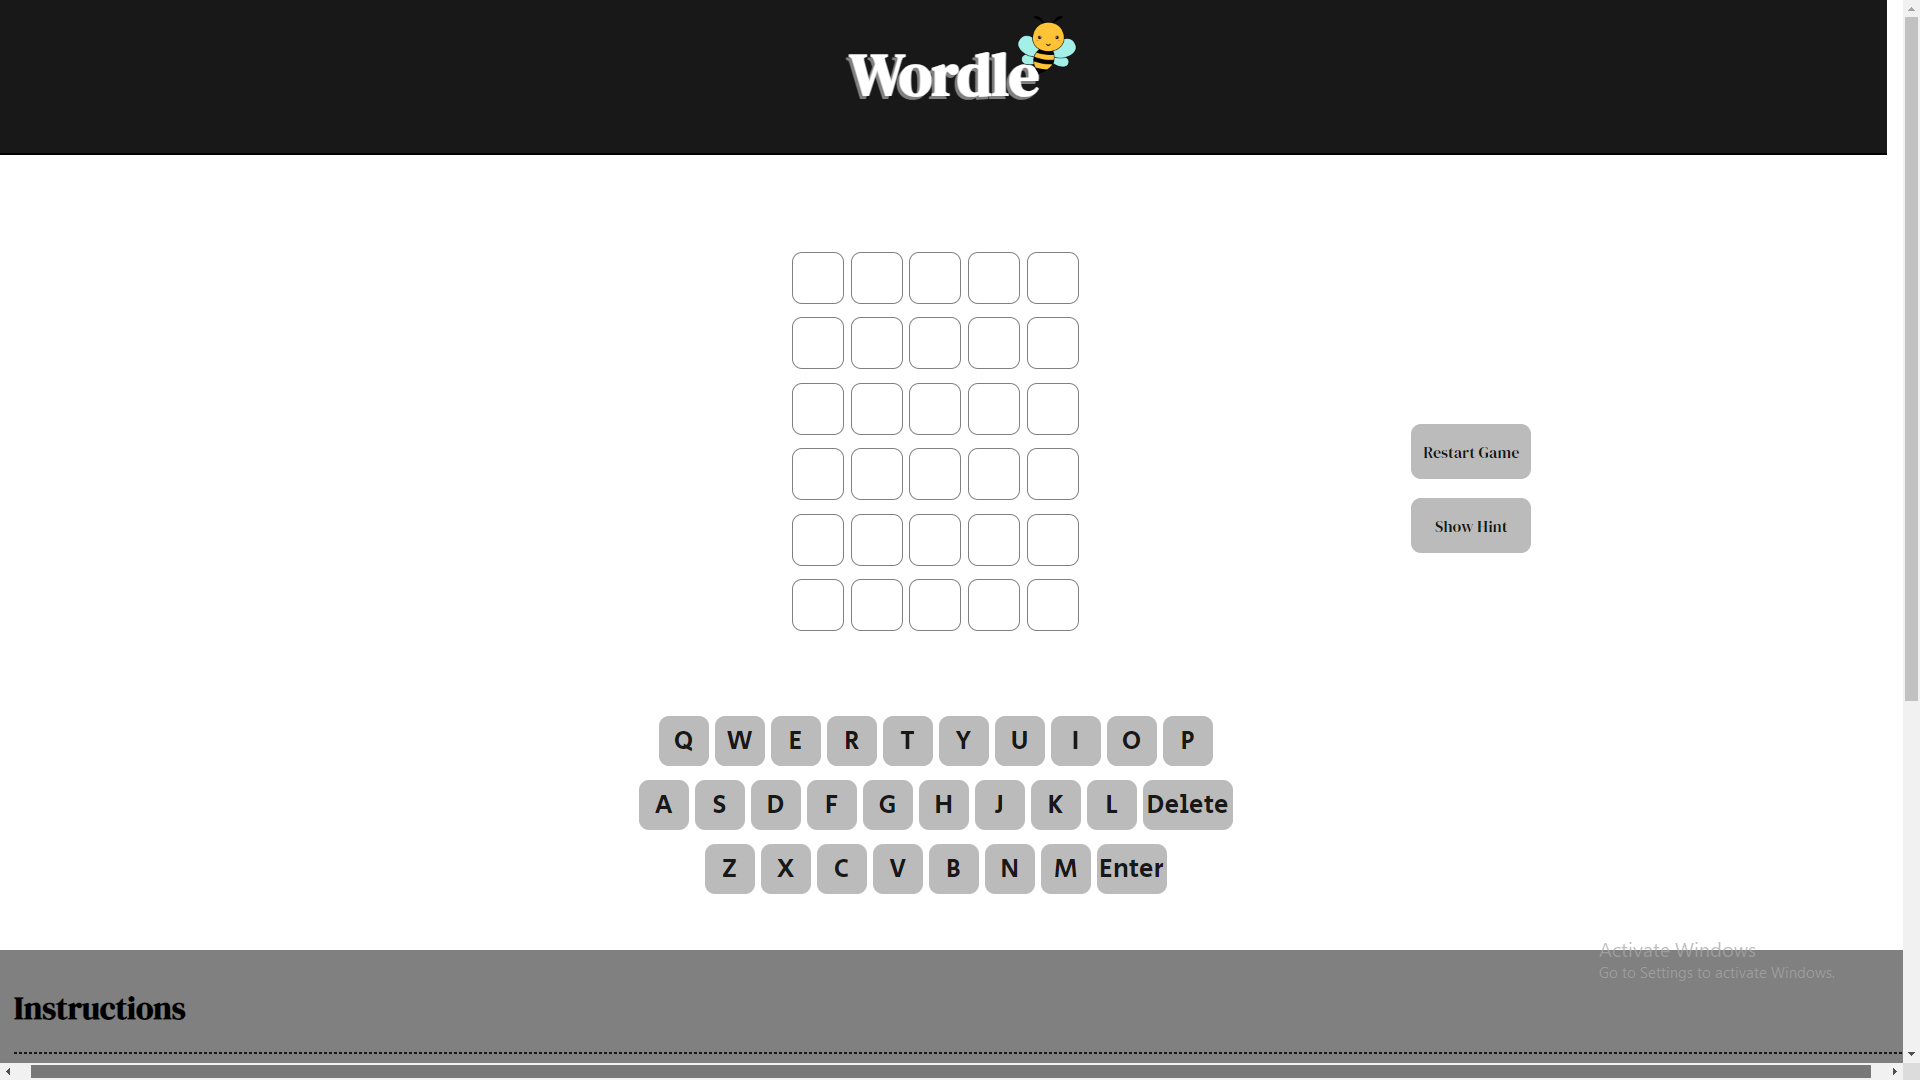 Wordle
Restart Game
Show Hint
Q W E R T Y U I O P
A S D F G H J K L Delete
Z X C V B N M Enter
Activate Windows
Go to Settings to activate Windows.
Instructions